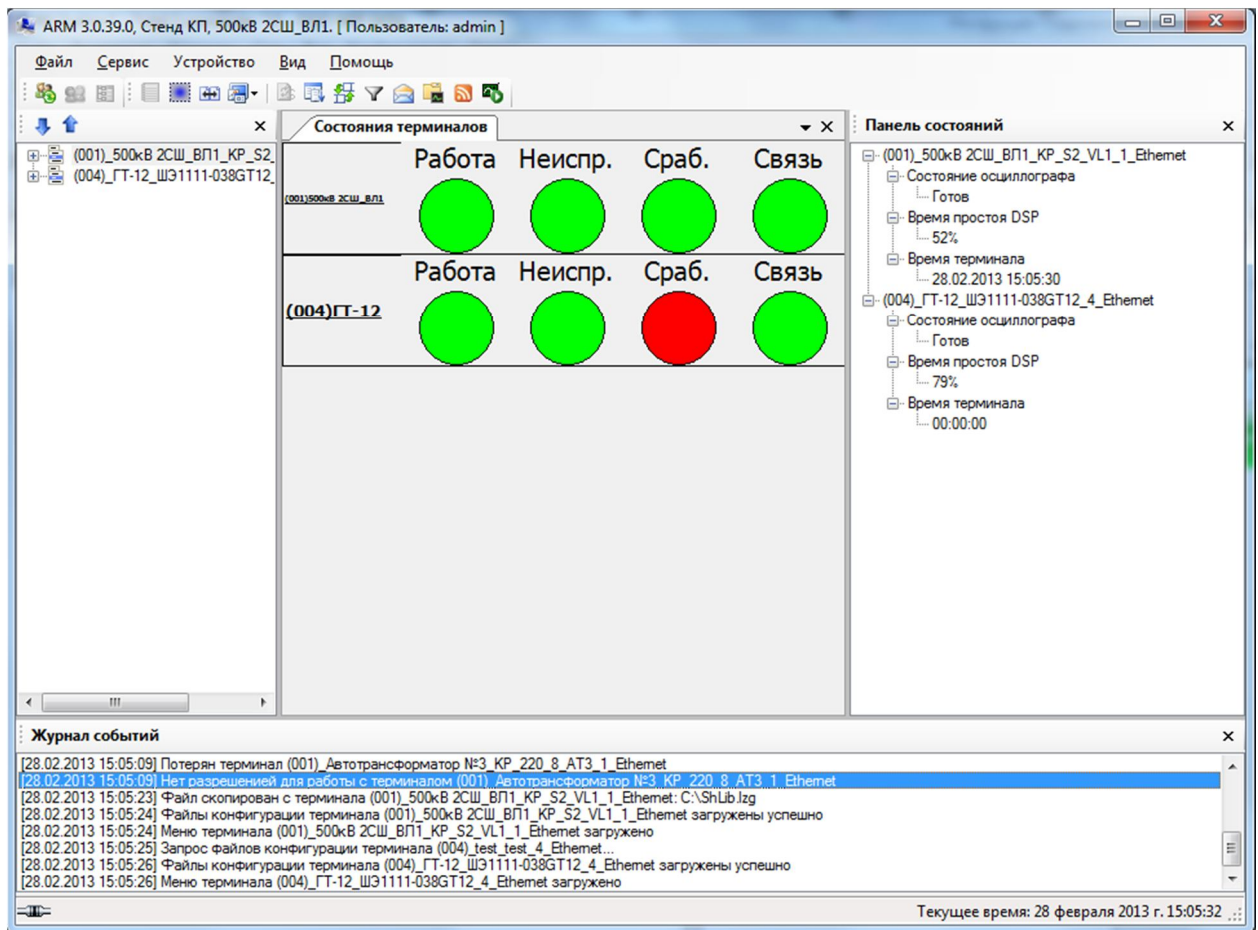 ARM 3.0.39.0, Стенд КП, 500кВ 2СШ_ВЛ1. [ Пользователь: admin ]
Файл Сервис Устройство Вид Помощь
Состояния терминалов
Панель состояний
(001)_500кВ 2СШ_ВЛ1_KP_S2_
(004)_ГТ-12_ШЭ1111-038GT12_
Работа Неиспр. Сраб. Связь
(001)500кВ 2СШ_ВЛ1
Работа Неиспр. Сраб. Связь
(004)ГТ-12
(001)_500кВ 2СШ_ВЛ1_KP_S2_VL1_1_Ethernet
Состояние осциллографа
Готов
Время простоя DSP
52%
Время терминала
28.02.2013 15:05:30
(004)_ГТ-12_ШЭ1111-038GT12_4_Ethernet
Состояние осциллографа
Готов
Время простоя DSP
79%
Время терминала
00:00:00
Журнал событий
[28.02.2013 15:05:09] Потерян терминал (001)_Автотрансформатор №3_KP_220_8_AT3_1_Ethernet
[28.02.2013 15:05:09] Нет разрешенией для работы с терминалом (001)_Автотрансформатор №3_KP_220_8_AT3_1_Ethernet
[28.02.2013 15:05:23] Файл скопирован с терминала (001)_500кВ 2СШ_ВЛ1_KP_S2_VL1_1_Ethernet: C:\ShLib.lzg
[28.02.2013 15:05:24] Файлы конфигурации терминала (001)_500кВ 2СШ_ВЛ1_KP_S2_VL1_1_Ethernet загружены успешно
[28.02.2013 15:05:24] Меню терминала (001)_500кВ 2СШ_ВЛ1_KP_S2_VL1_1_Ethernet загружено
[28.02.2013 15:05:25] Запрос файлов конфигурации терминала (004)_test_test_4_Ethernet...
[28.02.2013 15:05:26] Файлы конфигурации терминала (004)_ГТ-12_ШЭ1111-038GT12_4_Ethernet загружены успешно
[28.02.2013 15:05:26] Меню терминала (004)_ГТ-12_ШЭ1111-038GT12_4_Ethernet загружено
Текущее время: 28 февраля 2013 г. 15:05:32